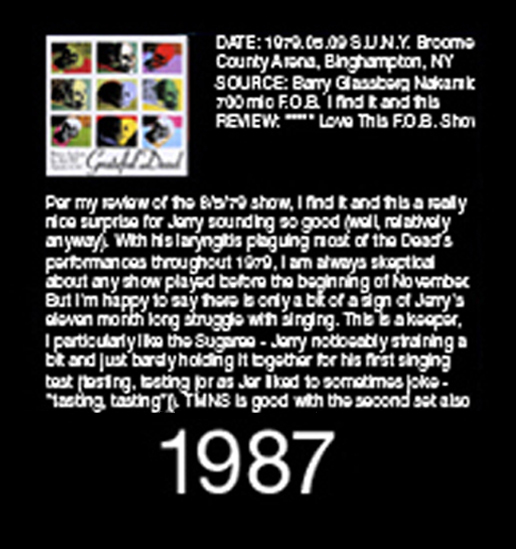 DATE: 1979.05.09 S.U.N.Y. Broome
County Arena, Binghampton, NY
SOURCE: Barry Glassberg Nakamic
700 mic F.O.B. I find it and this
REVIEW: ***** Love This F.O.B. Show
Grateful Dead
Per my review of the 8/5/79 show, I find it and this a really
nice surprise for Jerry sounding so good (well, relatively
anyway). With his laryngitis plaguing most of the Dead's
performances throughout 1979, I am always skeptical
about any show played before the beginning of November.
But I'm happy to say there is only a bit of a sign of Jerry's
eleven month long struggle with singing. This is a keeper,
I particularly like the Sugaree - Jerry noticeably straining a
bit and just barely holding it together for his first singing
test (testing, testing for as Jer liked to sometimes joke -
"tasting, tasting"(). TMNS is good with the second set also
1987